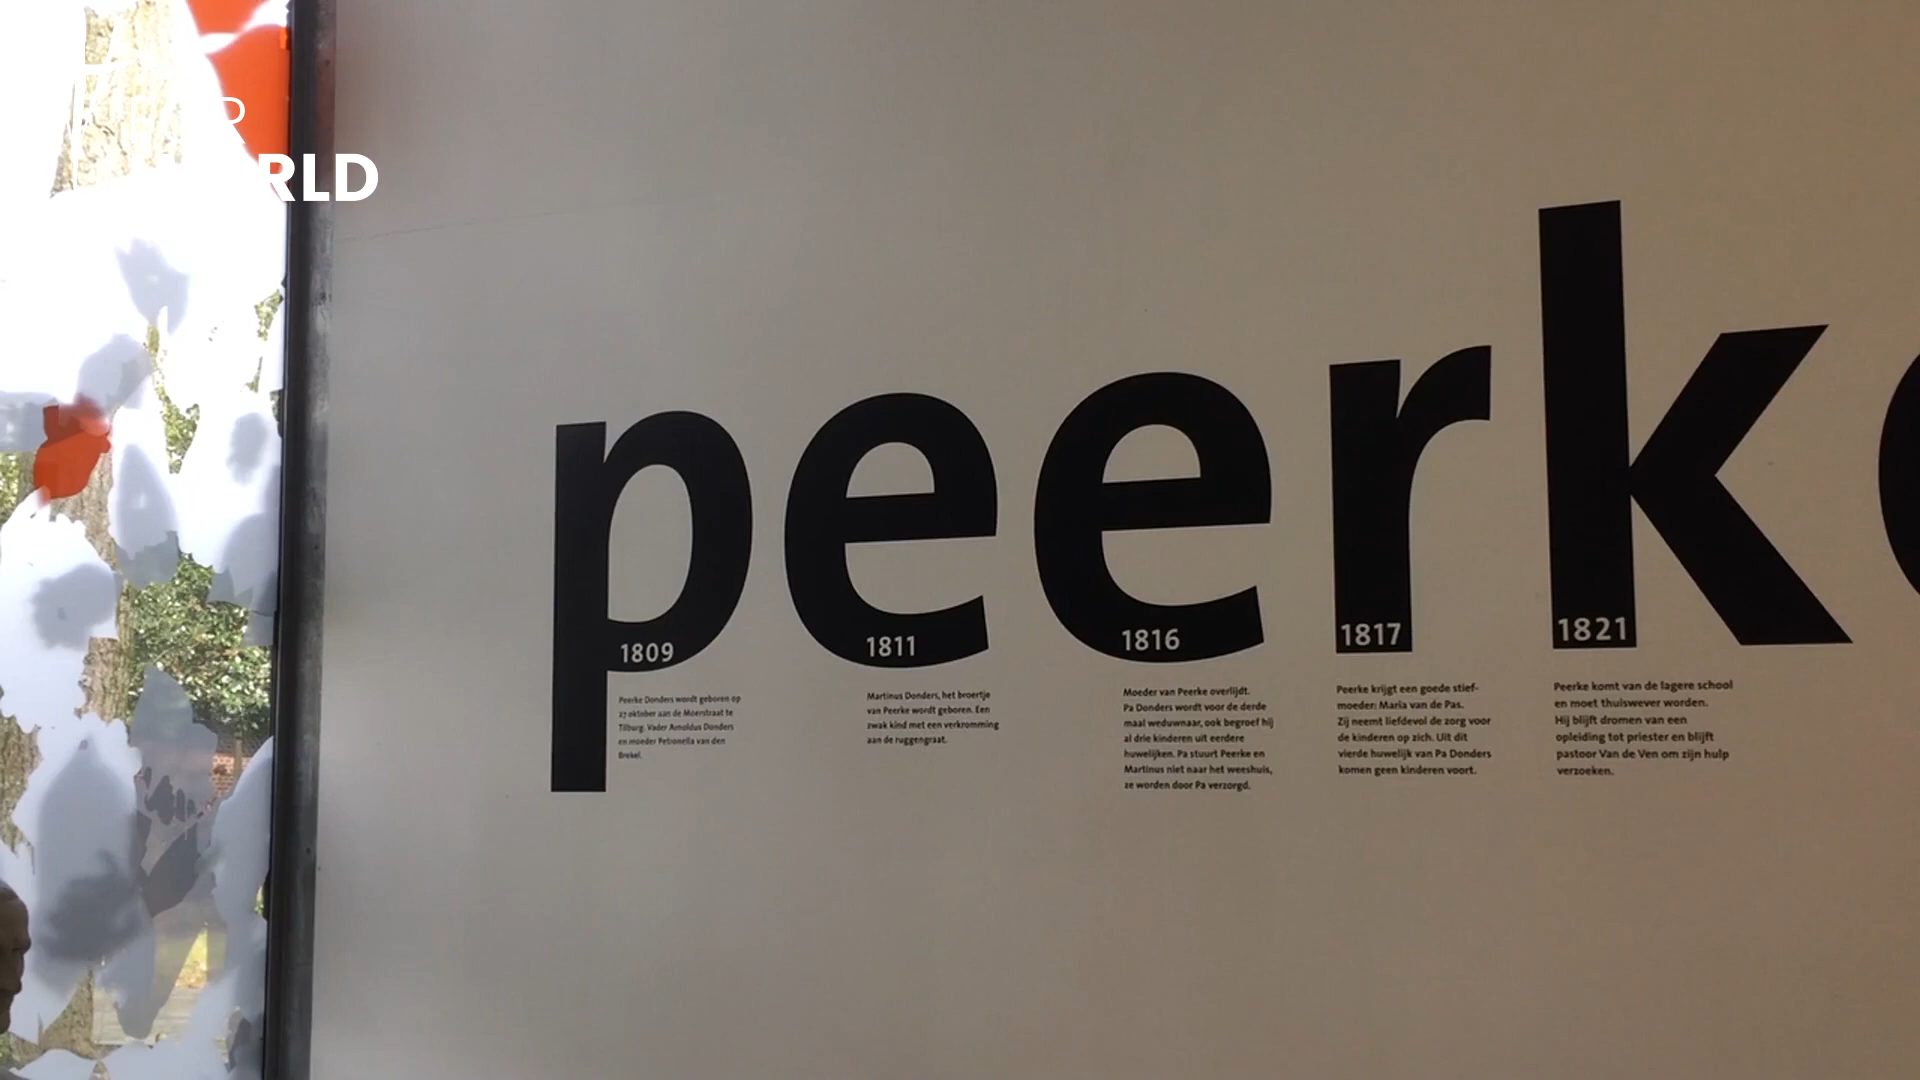 RLD
peerk
1809
Peerke Donders wordt geboren op
27 oktober aan de Moerstraat te
Tilburg. Vader Arnoldus Donders
en moeder Petronella van den
Brekel.
1811
Martinus Donders, het broertje
van Peerke wordt geboren. Een
zwak kind met een verkromming
aan de ruggengraat.
1816
Moeder van Peerke overlijdt.
Pa Donders wordt voor de derde
maal weduwnaar, ook begroef hij
al drie kinderen uit eerdere
huwelijken. Pa stuurt Peerke en
Martinus niet naar het weeshuis,
ze worden door Pa verzorgd.
1817
Peerke krijgt een goede stief-
moeder: Maria van de Pas.
Zij neemt liefdevol de zorg voor
de kinderen op zich. Uit dit
vierde huwelijk van Pa Donders
komen geen kinderen voort.
1821
Peerke komt van de lagere school
en moet thuiswever worden.
Hij blijft dromen van een
opleiding tot priester en blijft
pastoor Van de Ven om zijn hulp
verzoeken.